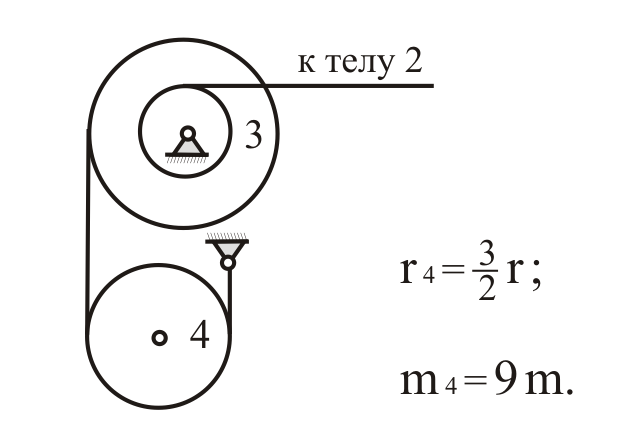 к телу 2
3
4
r₄ = 3/2 r;
m₄ = 9 m.